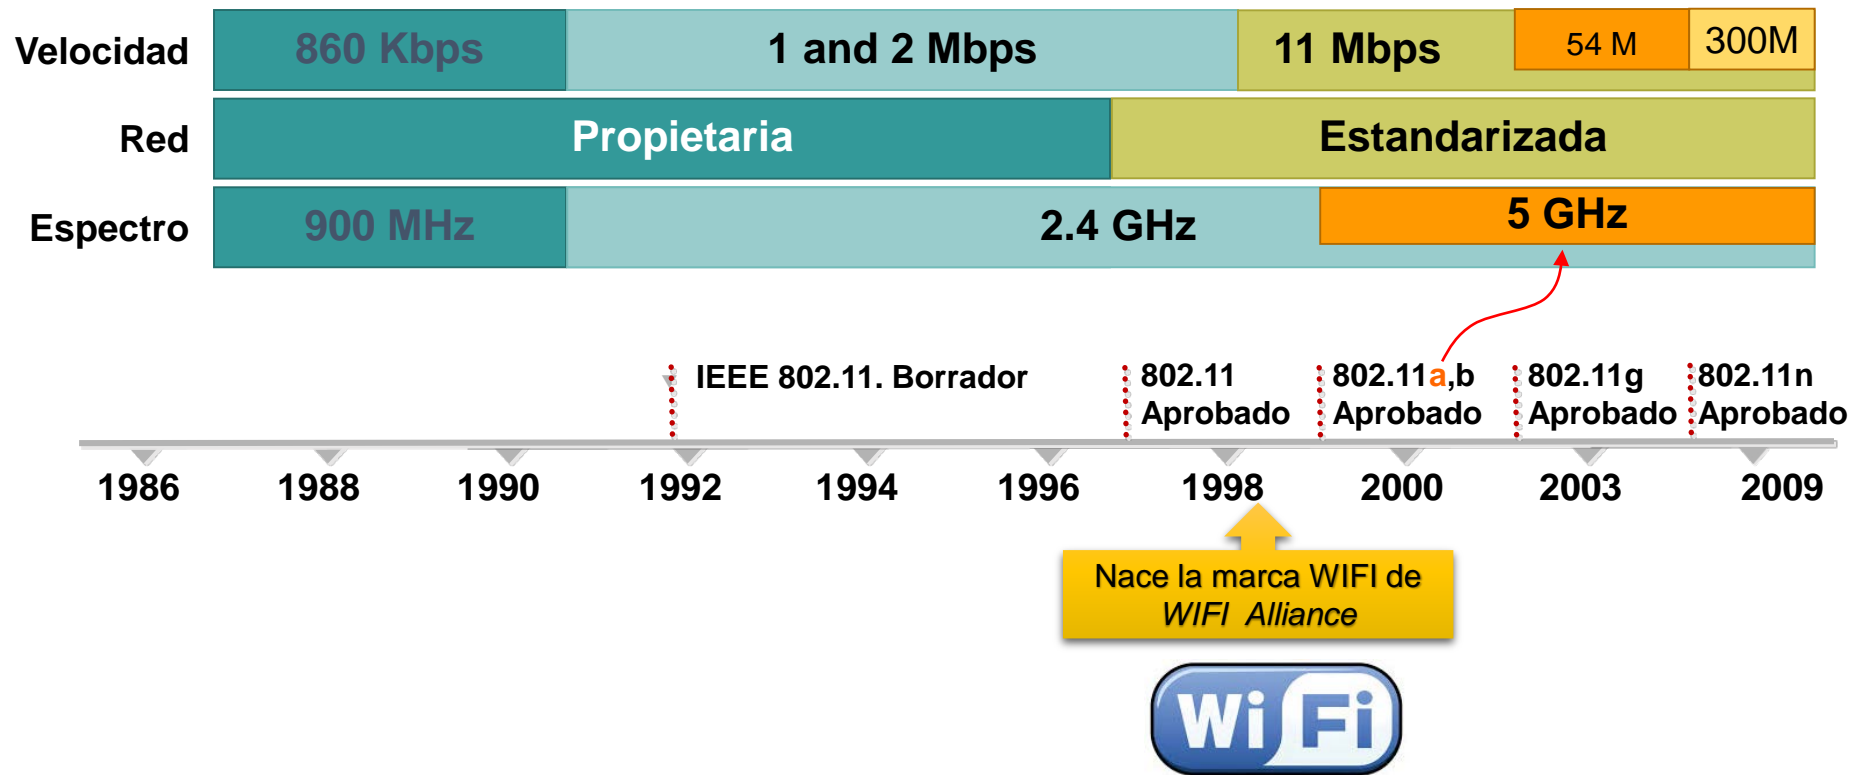 Velocidad 860 Kbps 1 and 2 Mbps 11 Mbps 54 M 300M
Red Propietaria Estandarizada
Espectro 900 MHz 2.4 GHz 5 GHz
IEEE 802.11. Borrador
802.11
Aprobado
802.11a,b
Aprobado
802.11g
Aprobado
802.11n
Aprobado
1986 1988 1990 1992 1994 1996 1998 2000 2003 2009
Nace la marca WIFI de
WIFI Alliance
Wi Fi